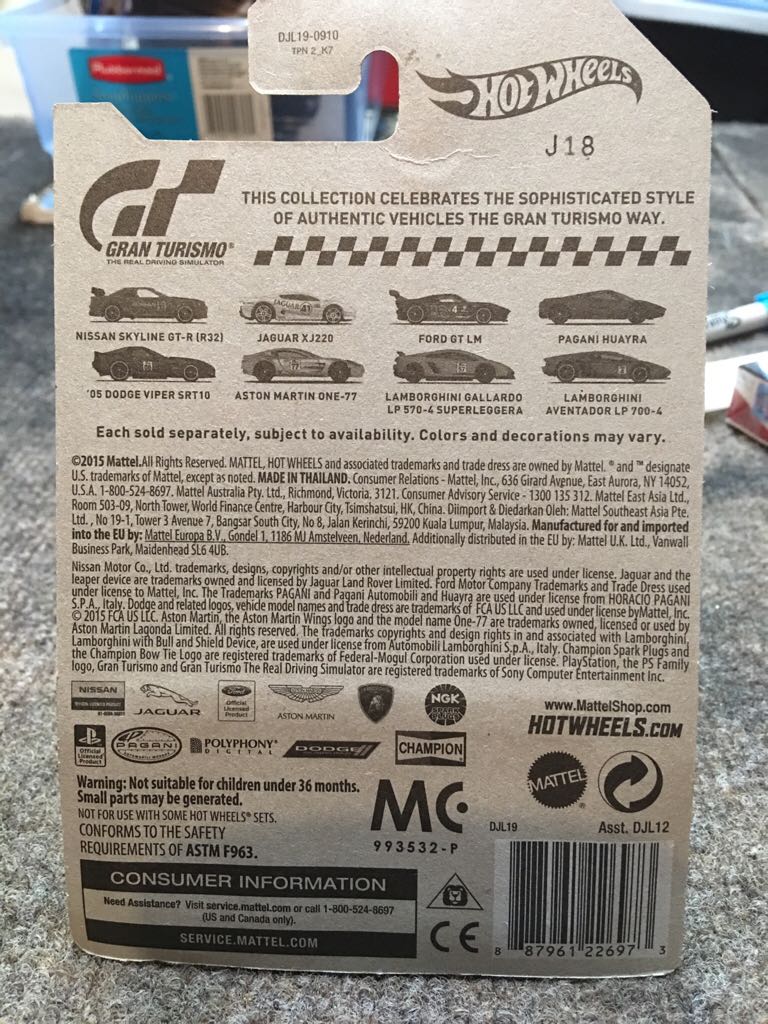 DJL19-0910
TPN 2_K7
Rubbermaid
HOT WHEELS
J18
GT
GRAN TURISMO®
THE REAL DRIVING SIMULATOR
THIS COLLECTION CELEBRATES THE SOPHISTICATED STYLE
OF AUTHENTIC VEHICLES THE GRAN TURISMO WAY.
NISSAN SKYLINE GT-R (R32)
JAGUAR XJ220
FORD GT LM
PAGANI HUAYRA
'05 DODGE VIPER SRT10
ASTON MARTIN ONE-77
LAMBORGHINI GALLARDO
LP 570-4 SUPERLEGGERA
LAMBORGHINI
AVENTADOR LP 700-4
Each sold separately, subject to availability. Colors and decorations may vary.
©2015 Mattel.All Rights Reserved. MATTEL, HOT WHEELS and associated trademarks and trade dress are owned by Mattel. ® and ™ designate
U.S. trademarks of Mattel, except as noted. MADE IN THAILAND. Consumer Relations - Mattel, Inc., 636 Girard Avenue, East Aurora, NY 14052,
U.S.A. 1-800-524-8697. Mattel Australia Pty. Ltd., Richmond, Victoria. 3121. Consumer Advisory Service - 1300 135 312. Mattel East Asia Ltd.,
Room 503-09, North Tower, World Finance Centre, Harbour City, Tsimshatsui, HK, China. Diimport & Diedarkan Oleh: Mattel Southeast Asia Pte.
Ltd. , No 19-1, Tower 3 Avenue 7, Bangsar South City, No 8, Jalan Kerinchi, 59200 Kuala Lumpur, Malaysia. Manufactured for and imported
into the EU by: Mattel Europa B.V., Gondel 1, 1186 MJ Amstelveen, Nederland. Additionally distributed in the EU by: Mattel U.K. Ltd., Vanwall
Business Park, Maidenhead SL6 4UB.
Nissan Motor Co., Ltd. trademarks, designs, copyrights and/or other intellectual property rights are used under license. Jaguar and the
leaper device are trademarks owned and licensed by Jaguar Land Rover Limited. Ford Motor Company Trademarks and Trade Dress used
under license to Mattel, Inc. The Trademarks PAGANI and Pagani Automobili and Huayra are used under license from HORACIO PAGANI
S.P.A., Italy. Dodge and related logos, vehicle model names and trade dress are trademarks of FCA US LLC and used under license by Mattel, Inc.
© 2015 FCA US LLC. Aston Martin, the Aston Martin Wings logo and the model name One-77 are trademarks owned, licensed or used by
Aston Martin Lagonda Limited. All rights reserved. The trademarks copyrights and design rights in and associated with Lamborghini,
Lamborghini with Bull and Shield Device, are used under license from Automobili Lamborghini S.p.A., Italy. Champion Spark Plugs and
the Champion Bow Tie Logo are registered trademarks of Federal-Mogul Corporation used under license. PlayStation, the PS Family
logo, Gran Turismo and Gran Turismo The Real Driving Simulator are registered trademarks of Sony Computer Entertainment Inc.
NISSAN
JAGUAR
Ford
Official
Licensed
Product
ASTON MARTIN
NGK
SPARK
PLUGS
www.MattelShop.com
HOTWHEELS.COM
Official
Licensed
Product
PAGANI
POLYPHONY®
DIGITAL
DODGE
CHAMPION
MATTEL
®
Warning: Not suitable for children under 36 months.
Small parts may be generated.
NOT FOR USE WITH SOME HOT WHEELS® SETS.
CONFORMS TO THE SAFETY
REQUIREMENTS OF ASTM F963.
MC
993532-P
DJL19
Asst. DJL12
CONSUMER INFORMATION
Need Assistance? Visit service.mattel.com or call 1-800-524-8697
(US and Canada only).
SERVICE.MATTEL.COM
CE
8 87961 22697 3